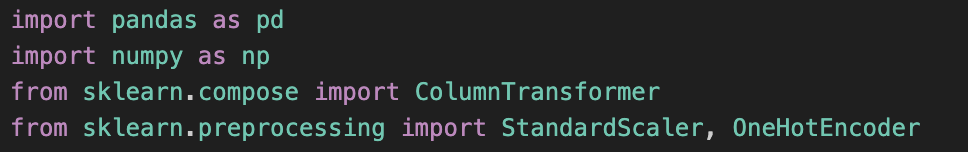 import pandas as pd
import numpy as np
from sklearn.compose import ColumnTransformer
from sklearn.preprocessing import StandardScaler, OneHotEncoder